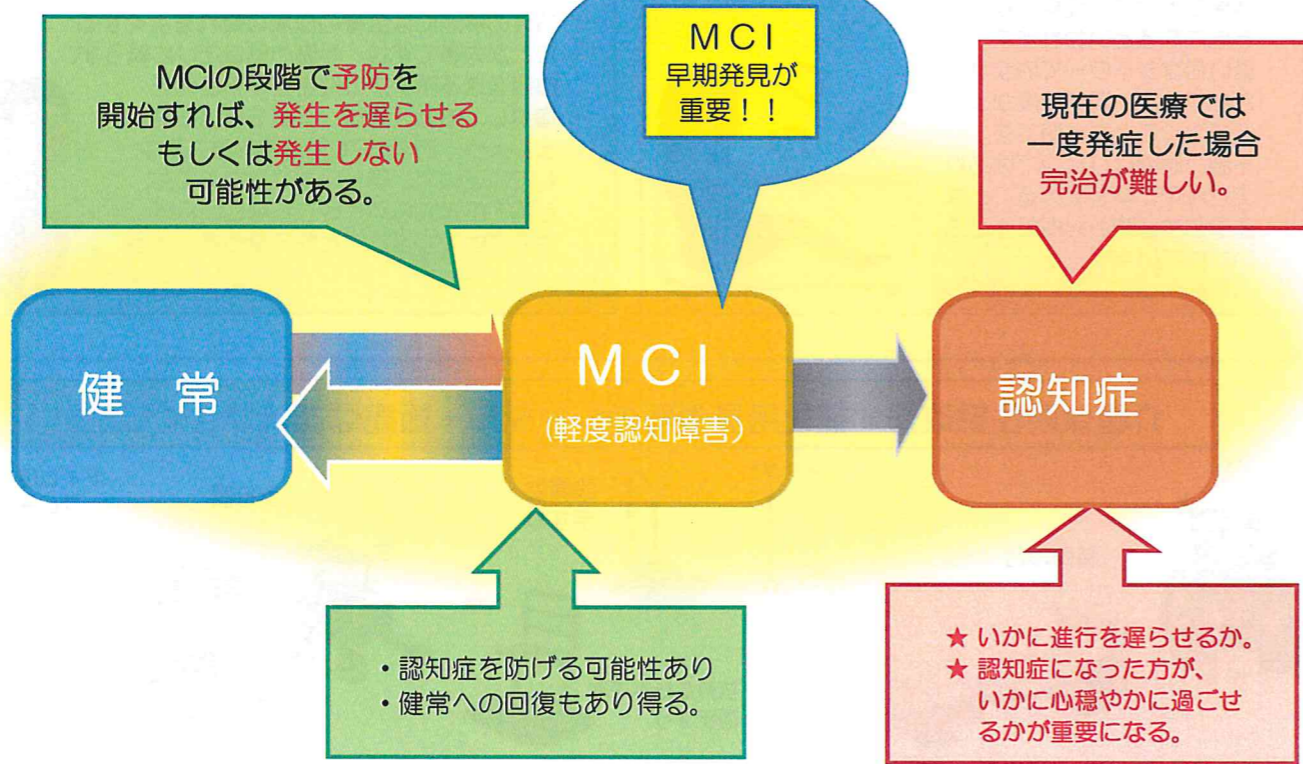 MCIの段階で予防を
開始すれば、発生を遅らせる
もしくは発生しない
可能性がある。
MCI
早期発見が
重要！！
現在の医療では
一度発症した場合
完治が難しい。
健　常
MCI
(軽度認知障害)
認知症
・認知症を防げる可能性あり
・健常への回復もあり得る。
★ いかに進行を遅らせるか。
★ 認知症になった方が、
いかに心穏やかに過ごせ
るかが重要になる。